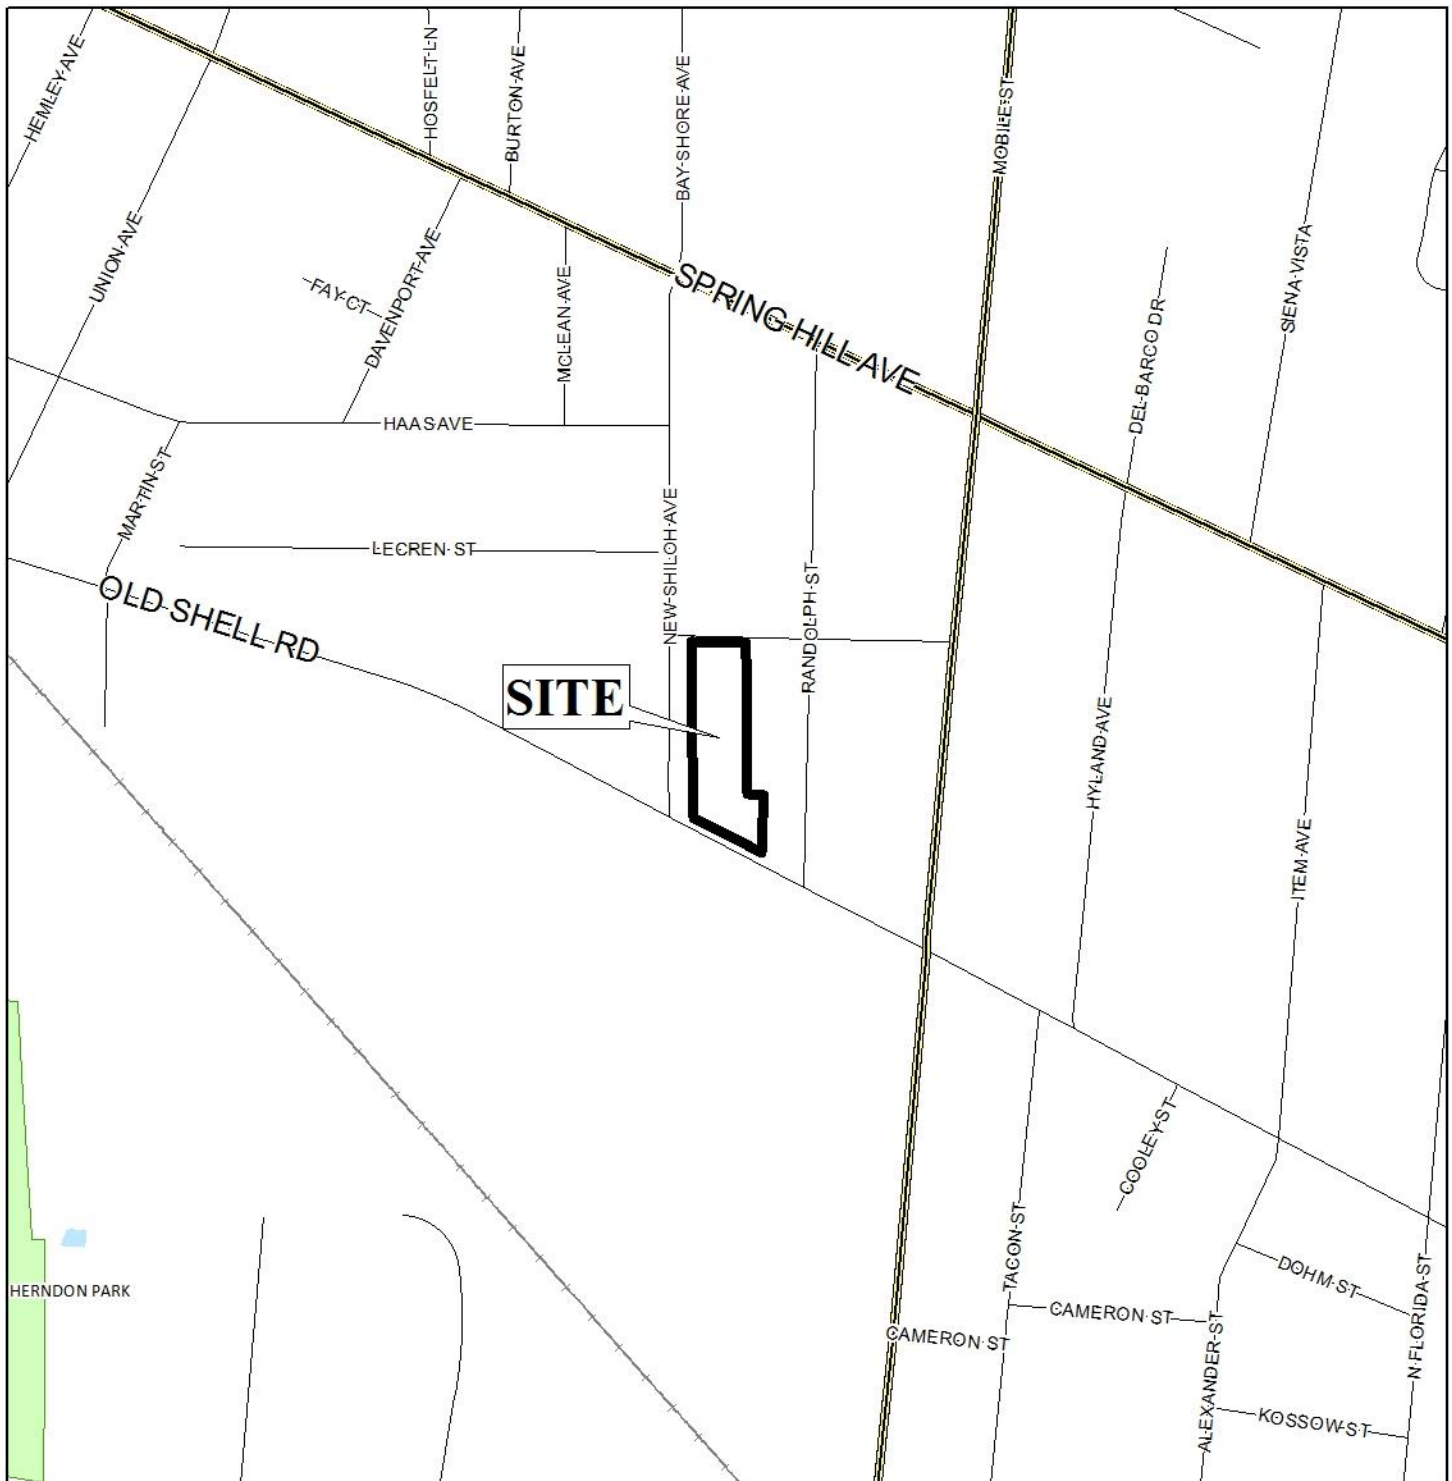 HEMLEY AVE
HOSFELT LN
BURTON AVE
BAY SHORE AVE
MOBILE ST
UNION AVE
FAY CT
DAVENPORT AVE
MCLEAN AVE
SPRING HILL AVE
DEL BARCO DR
SIENA VISTA
HAAS AVE
MARTIN ST
LECREN ST
NEW SHILOH AVE
RANDOLPH ST
OLD SHELL RD
SITE
HYLAND AVE
ITEM AVE
COOLEY ST
TACON ST
DOHM ST
HERNDON PARK
CAMERON ST
CAMERON ST
N FLORIDA ST
ALEXANDER ST
KOSSOW ST